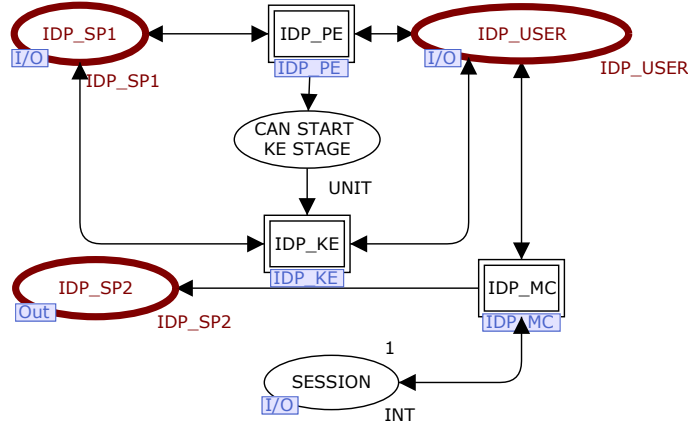 IDP_SP1
I/O
IDP_SP1
IDP_PE
IDP_PE
IDP_USER
I/O
IDP_USER
CAN START
KE STAGE
UNIT
IDP_KE
IDP_KE
IDP_SP2
Out
IDP_SP2
IDP_MC
IDP_MC
1
SESSION
I/O
INT